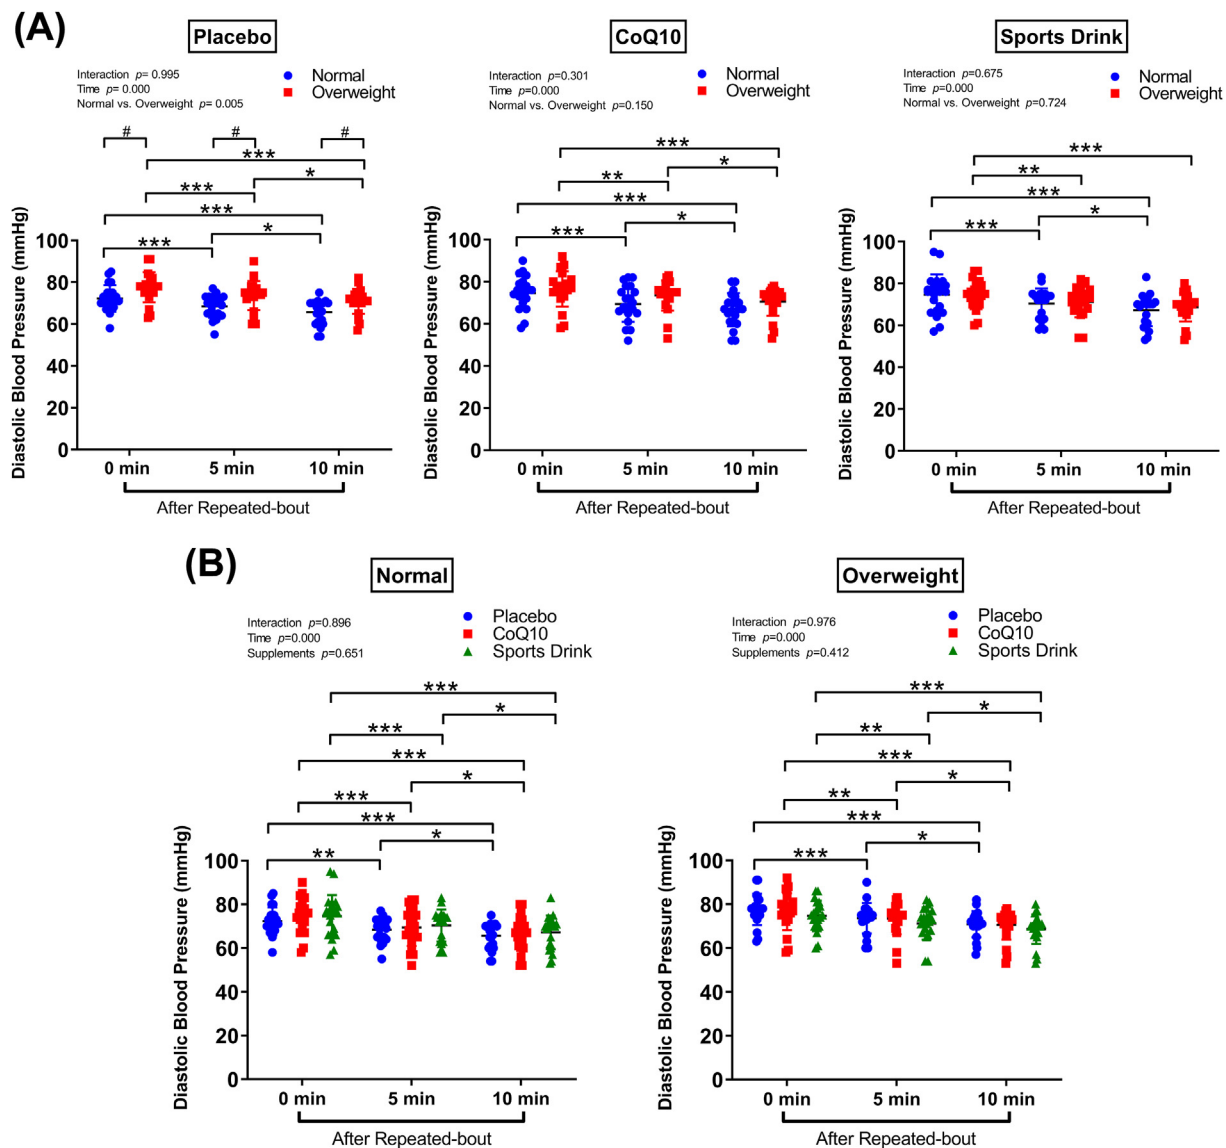 (A)
Placebo
Interaction p= 0.995
Time p= 0.000
Normal vs. Overweight p= 0.005
Normal
Overweight
#
#
#
***
*
***
***
*
***
Diastolic Blood Pressure (mmHg)
100
80
60
40
20
0
0 min
5 min
10 min
After Repeated-bout
CoQ10
Interaction p=0.301
Time p=0.000
Normal vs. Overweight p=0.150
Normal
Overweight
***
*
**
***
*
***
Diastolic Blood Pressure (mmHg)
100
80
60
40
20
0
0 min
5 min
10 min
After Repeated-bout
Sports Drink
Interaction p=0.675
Time p=0.000
Normal vs. Overweight p=0.724
Normal
Overweight
***
**
***
*
***
Diastolic Blood Pressure (mmHg)
100
80
60
40
20
0
0 min
5 min
10 min
After Repeated-bout
(B)
Normal
Interaction p=0.896
Time p=0.000
Supplements p=0.651
Placebo
CoQ10
Sports Drink
***
*
***
***
*
***
***
*
**
Diastolic Blood Pressure (mmHg)
100
80
60
40
20
0
0 min
5 min
10 min
After Repeated-bout
Overweight
Interaction p=0.976
Time p=0.000
Supplements p=0.412
Placebo
CoQ10
Sports Drink
***
*
**
***
*
**
***
*
***
Diastolic Blood Pressure (mmHg)
100
80
60
40
20
0
0 min
5 min
10 min
After Repeated-bout